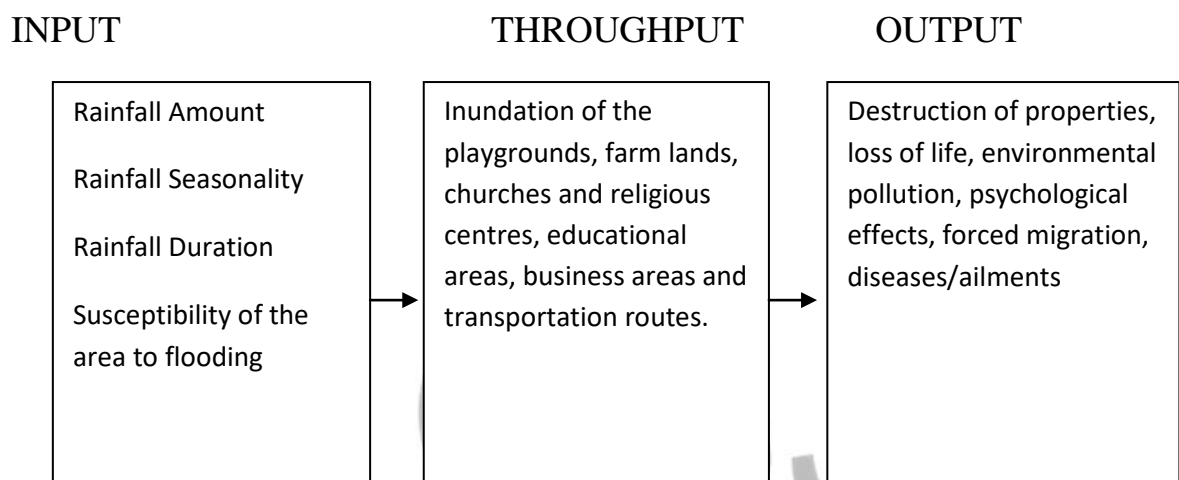 INPUT THROUGHPUT OUTPUT
Rainfall Amount
Rainfall Seasonality
Rainfall Duration
Susceptibility of the
area to flooding
Inundation of the
playgrounds, farm lands,
churches and religious
centres, educational
areas, business areas and
transportation routes.
Destruction of properties,
loss of life, environmental
pollution, psychological
effects, forced migration,
diseases/ailments